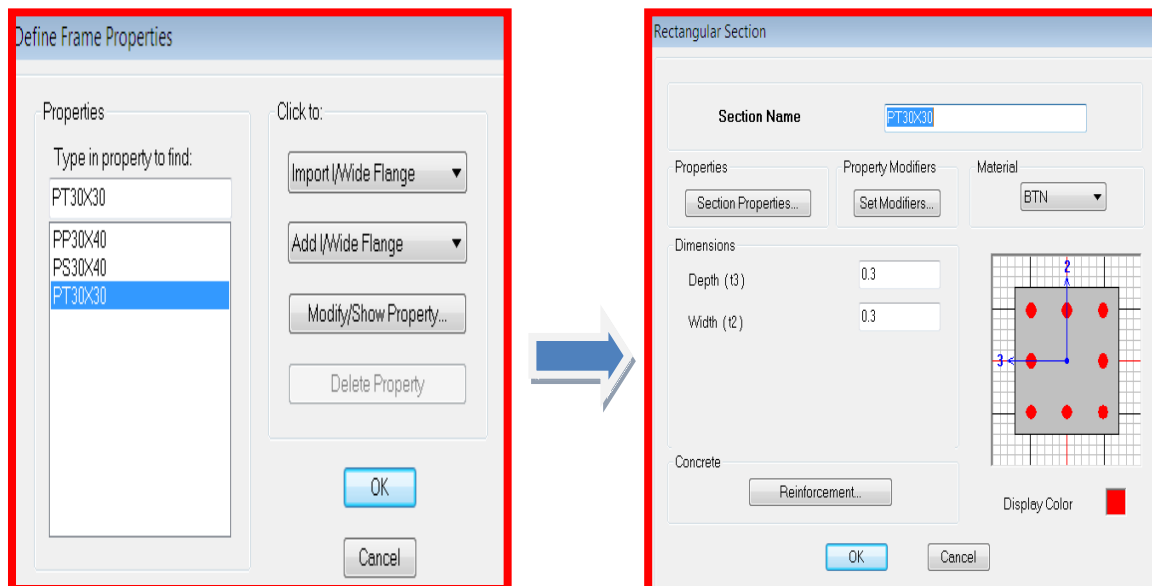 Define Frame Properties
Properties
Type in property to find:
PT30X30
PP30X40
PS30X40
PT30X30
Click to:
Import I/Wide Flange
Add I/Wide Flange
Modify/Show Property...
Delete Property
OK
Cancel
Rectangular Section
Section Name PT30X30
Properties
Section Properties...
Property Modifiers
Set Modifiers...
Material
BTN
Dimensions
Depth (t3) 0.3
Width (t2) 0.3
2
3
Concrete
Reinforcement...
Display Color
OK
Cancel